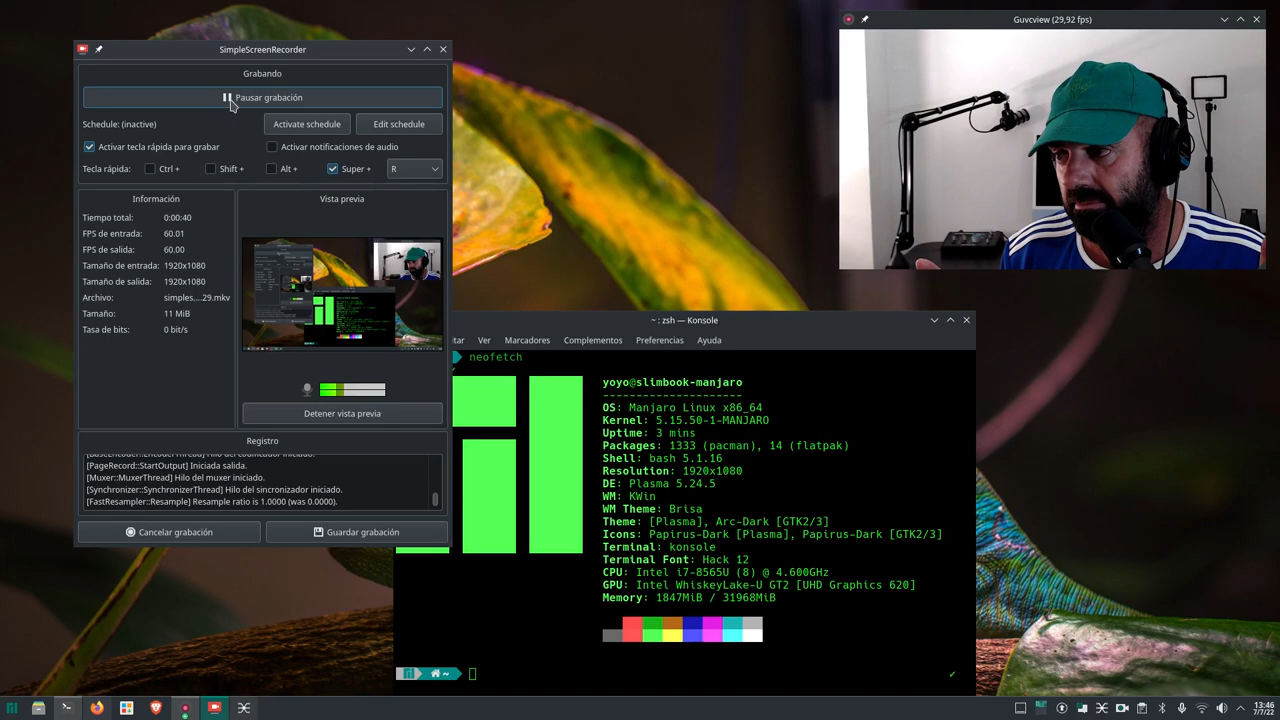 SimpleScreenRecorder
Grabando
Pausar grabación
Schedule: (inactive)
Activate schedule
Edit schedule
Activar tecla rápida para grabar
Activar notificaciones de audio
Tecla rápida:
Ctrl +
Shift +
Alt +
Super +
R
Información
Tiempo total: 0:00:40
FPS de entrada: 60.01
FPS de salida: 60.00
Tamaño de entrada: 1920x1080
Tamaño de salida: 1920x1080
Archivo: simples....29.mkv
Tamaño: 11 MiB
Tasa de bits: 0 bit/s
Vista previa
Detener vista previa
Registro
[BaseEncoder::EncoderThread] Hilo del codificador iniciado.
[PageRecord::StartOutput] Iniciada salida.
[Muxer::MuxerThread] Hilo del muxer iniciado.
[Synchronizer::SynchronizerThread] Hilo del sincronizador iniciado.
[FastResampler::Resample] Resample ratio is 1.0000 (was 0.0000).
Cancelar grabación
Guardar grabación
Guvcview (29,92 fps)
~ : zsh — Konsole
itar
Ver
Marcadores
Complementos
Preferencias
Ayuda
neofetch
yoyo@slimbook-manjaro
---------------------
OS: Manjaro Linux x86_64
Kernel: 5.15.50-1-MANJARO
Uptime: 3 mins
Packages: 1333 (pacman), 14 (flatpak)
Shell: bash 5.1.16
Resolution: 1920x1080
DE: Plasma 5.24.5
WM: KWin
WM Theme: Brisa
Theme: [Plasma], Arc-Dark [GTK2/3]
Icons: Papirus-Dark [Plasma], Papirus-Dark [GTK2/3]
Terminal: konsole
Terminal Font: Hack 12
CPU: Intel i7-8565U (8) @ 4.600GHz
GPU: Intel WhiskeyLake-U GT2 [UHD Graphics 620]
Memory: 1847MiB / 31968MiB
~
13:46
7/7/22